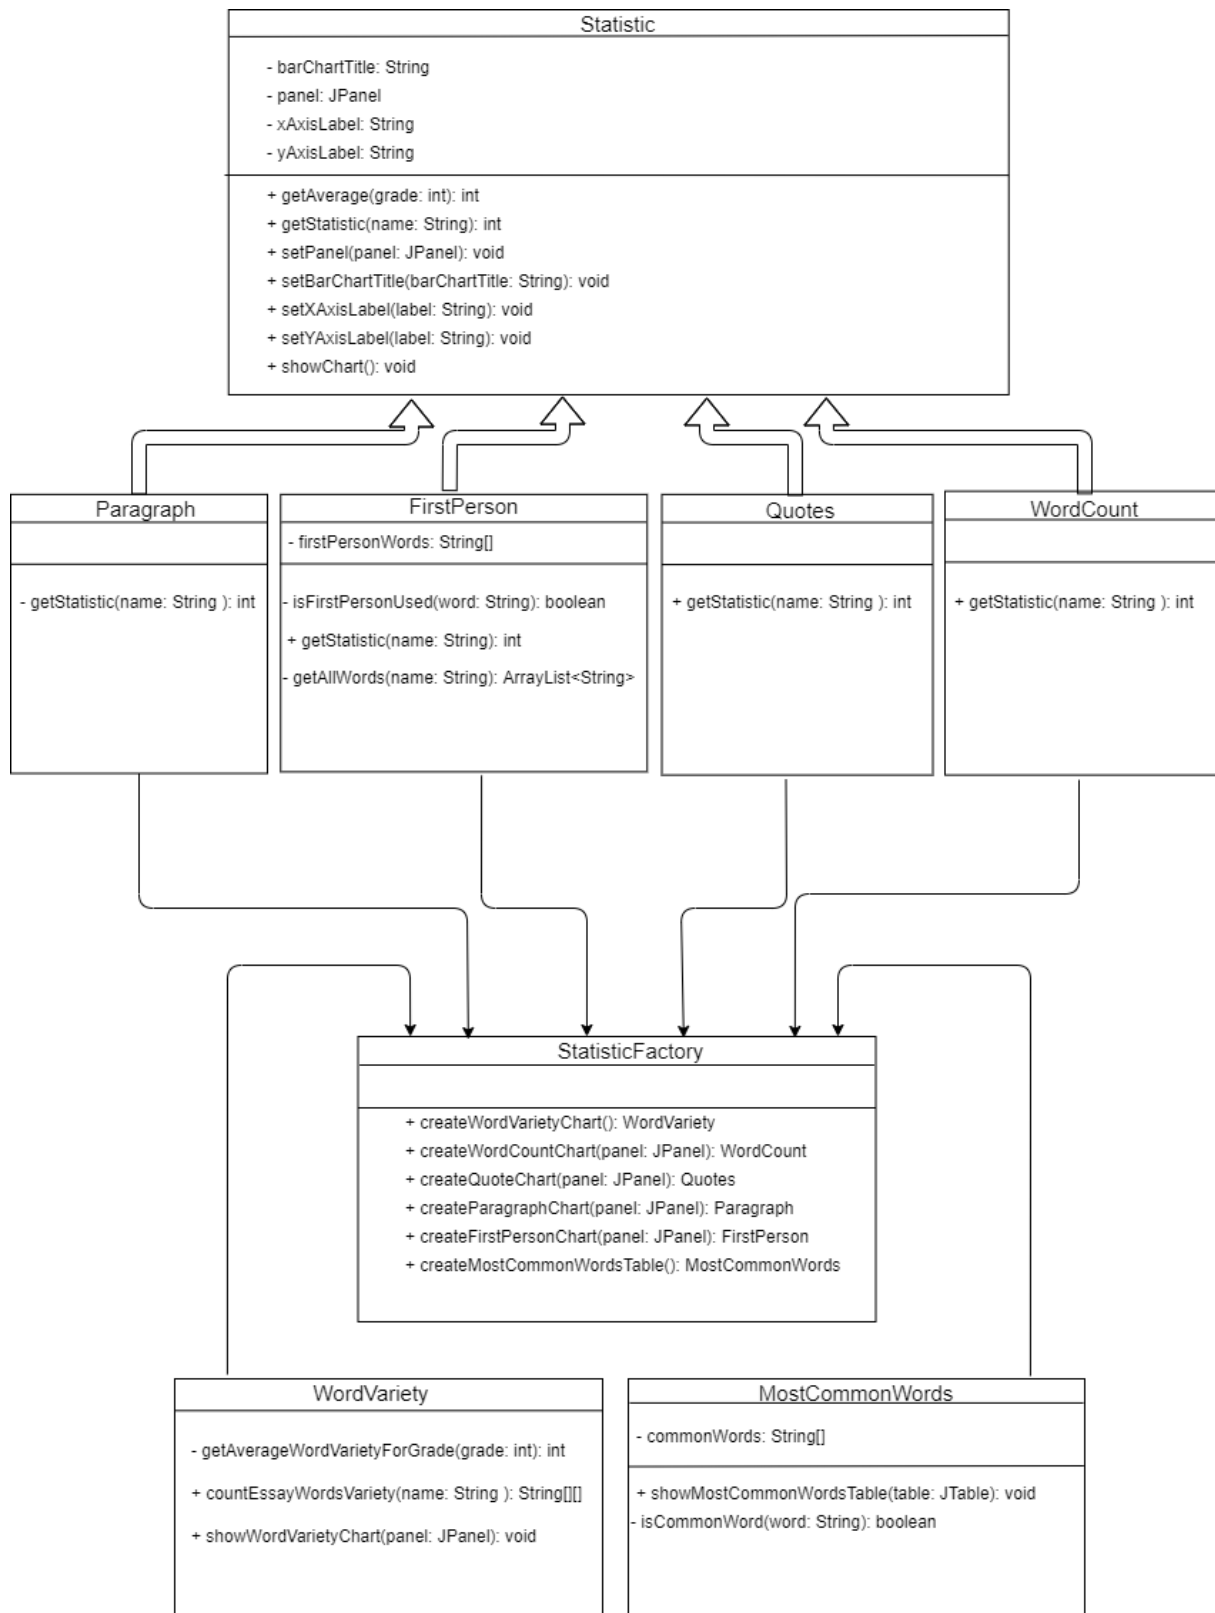 Statistic
- barChartTitle: String
- panel: JPanel
- xAxisLabel: String
- yAxisLabel: String
+ getAverage(grade: int): int
+ getStatistic(name: String): int
+ setPanel(panel: JPanel): void
+ setBarChartTitle(barChartTitle: String): void
+ setXAxisLabel(label: String): void
+ setYAxisLabel(label: String): void
+ showChart(): void
Paragraph
- getStatistic(name: String ): int
FirstPerson
- firstPersonWords: String[]
- isFirstPersonUsed(word: String): boolean
+ getStatistic(name: String): int
- getAllWords(name: String): ArrayList<String>
Quotes
+ getStatistic(name: String ): int
WordCount
+ getStatistic(name: String ): int
StatisticFactory
+ createWordVarietyChart(): WordVariety
+ createWordCountChart(panel: JPanel): WordCount
+ createQuoteChart(panel: JPanel): Quotes
+ createParagraphChart(panel: JPanel): Paragraph
+ createFirstPersonChart(panel: JPanel): FirstPerson
+ createMostCommonWordsTable(): MostCommonWords
WordVariety
- getAverageWordVarietyForGrade(grade: int): int
+ countEssayWordsVariety(name: String ): String[][]
+ showWordVarietyChart(panel: JPanel): void
MostCommonWords
- commonWords: String[]
+ showMostCommonWordsTable(table: JTable): void
- isCommonWord(word: String): boolean